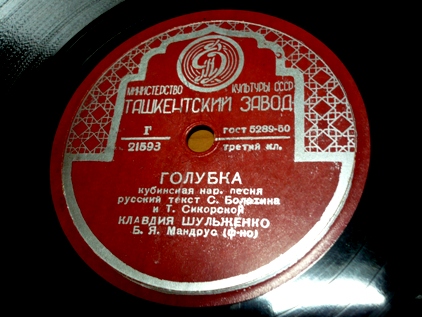 МИНИСТЕРСТВО КУЛЬТУРЫ СССР
ТАШКЕНТСКИЙ ЗАВОД
Г ГОСТ 5289-50
21593 третий кл.
ГОЛУБКА
кубинская нар. песня
русский текст С. Болотина
и Т. Сикорской
КЛАВДИЯ ШУЛЬЖЕНКО
Б. Я. Мандрус (ф-но)